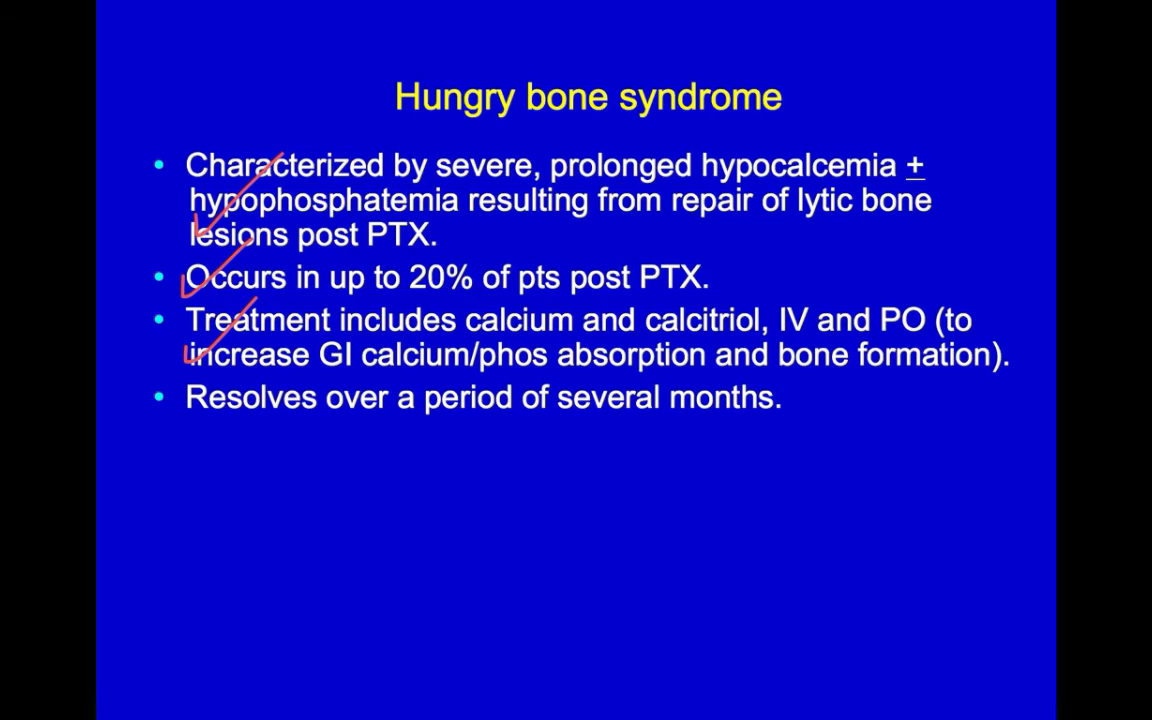 Hungry bone syndrome
• Characterized by severe, prolonged hypocalcemia +
hypophosphatemia resulting from repair of lytic bone
lesions post PTX.
• Occurs in up to 20% of pts post PTX.
• Treatment includes calcium and calcitriol, IV and PO (to
increase GI calcium/phos absorption and bone formation).
• Resolves over a period of several months.